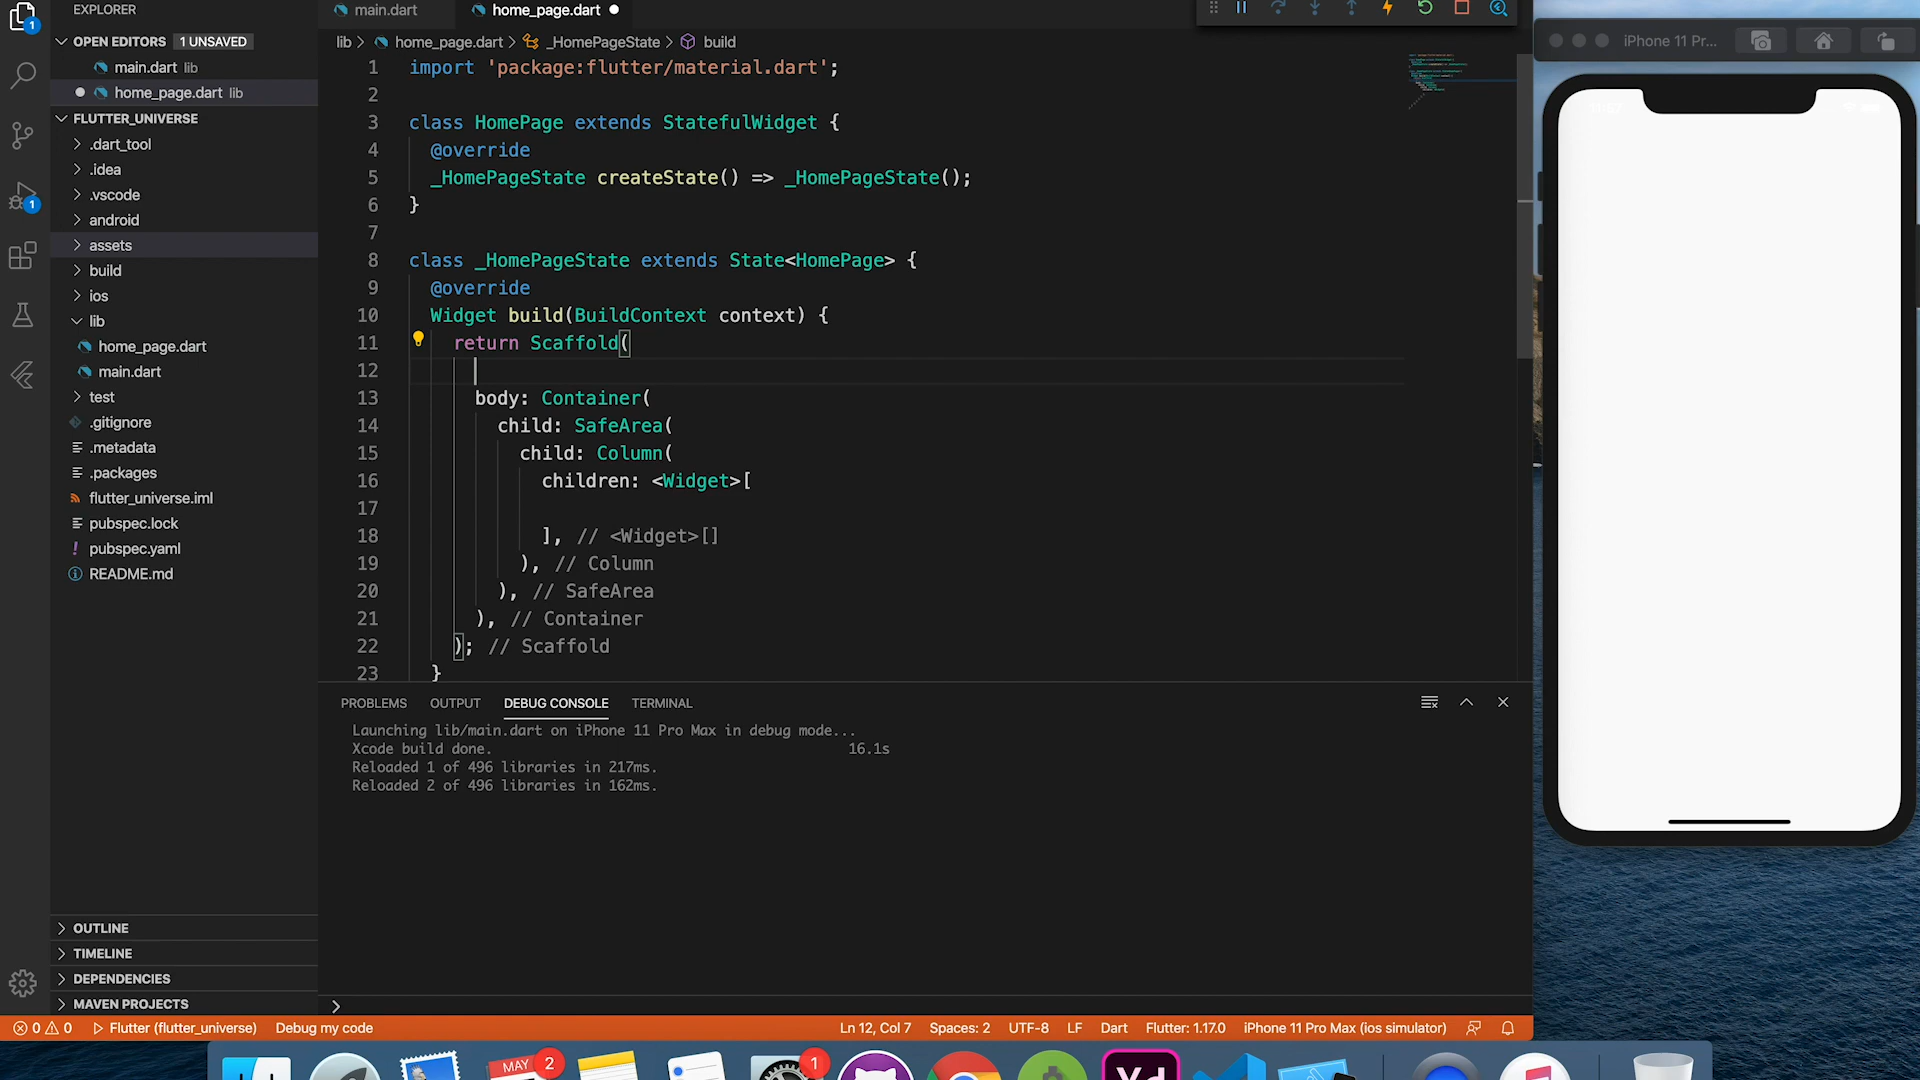 EXPLORER
main.dart
home_page.dart
1
OPEN EDITORS 1 UNSAVED
main.dart lib
home_page.dart lib
FLUTTER_UNIVERSE
.dart_tool
.idea
.vscode
1
android
assets
build
ios
lib
home_page.dart
main.dart
test
.gitignore
.metadata
.packages
flutter_universe.iml
pubspec.lock
pubspec.yaml
README.md
OUTLINE
TIMELINE
DEPENDENCIES
MAVEN PROJECTS
lib > home_page.dart > _HomePageState > build
1 import 'package:flutter/material.dart';
2
3 class HomePage extends StatefulWidget {
4 @override
5 _HomePageState createState() => _HomePageState();
6 }
7
8 class _HomePageState extends State<HomePage> {
9 @override
10 Widget build(BuildContext context) {
11 return Scaffold(
12
13 body: Container(
14 child: SafeArea(
15 child: Column(
16 children: <Widget>[
17
18 ], // <Widget>[]
19 ), // Column
20 ), // SafeArea
21 ), // Container
22 ); // Scaffold
23 }
PROBLEMS OUTPUT DEBUG CONSOLE TERMINAL
Launching lib/main.dart on iPhone 11 Pro Max in debug mode...
Xcode build done. 16.1s
Reloaded 1 of 496 libraries in 217ms.
Reloaded 2 of 496 libraries in 162ms.
iPhone 11 Pr...
0 0 Flutter (flutter_universe) Debug my code Ln 12, Col 7 Spaces: 2 UTF-8 LF Dart Flutter: 1.17.0 iPhone 11 Pro Max (ios simulator)
MAY 2
1
Xd